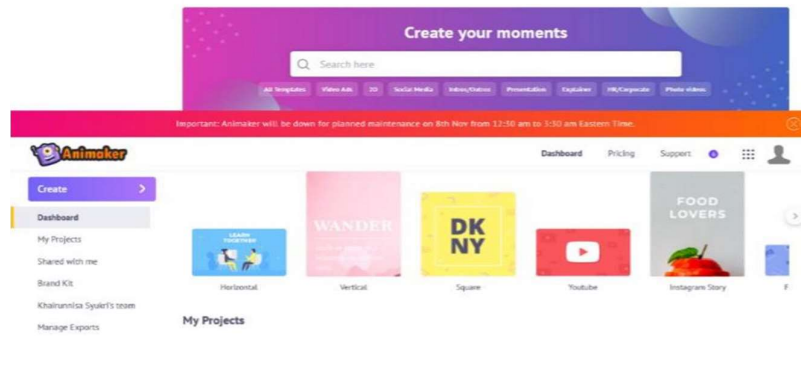 Create your moments
Search here
All Templates Video Ads 2D Social Media Intros/Outros Presentation Explainer HR/Corporate Photo videos
Important: Animaker will be down for planned maintenance on 8th Nov from 12:30 am to 3:30 am Eastern Time.
Animaker
Dashboard Pricing Support
Create
Dashboard
My Projects
Shared with me
Brand Kit
Khairunnisa Syukri's team
Manage Exports
LEARN
TOGETHER
Horizontal
WANDER
Vertical
DK
NY
Square
Youtube
FOOD
LOVERS
Instagram Story
F
My Projects